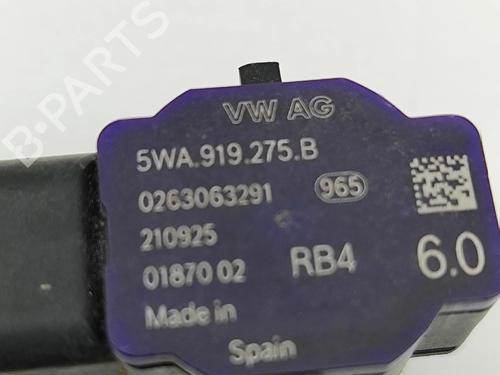 B-PARTS
VW AG
5WA.919.275.B
0263063291 965
210925
01870 02 RB4 6.0
Made in
Spain